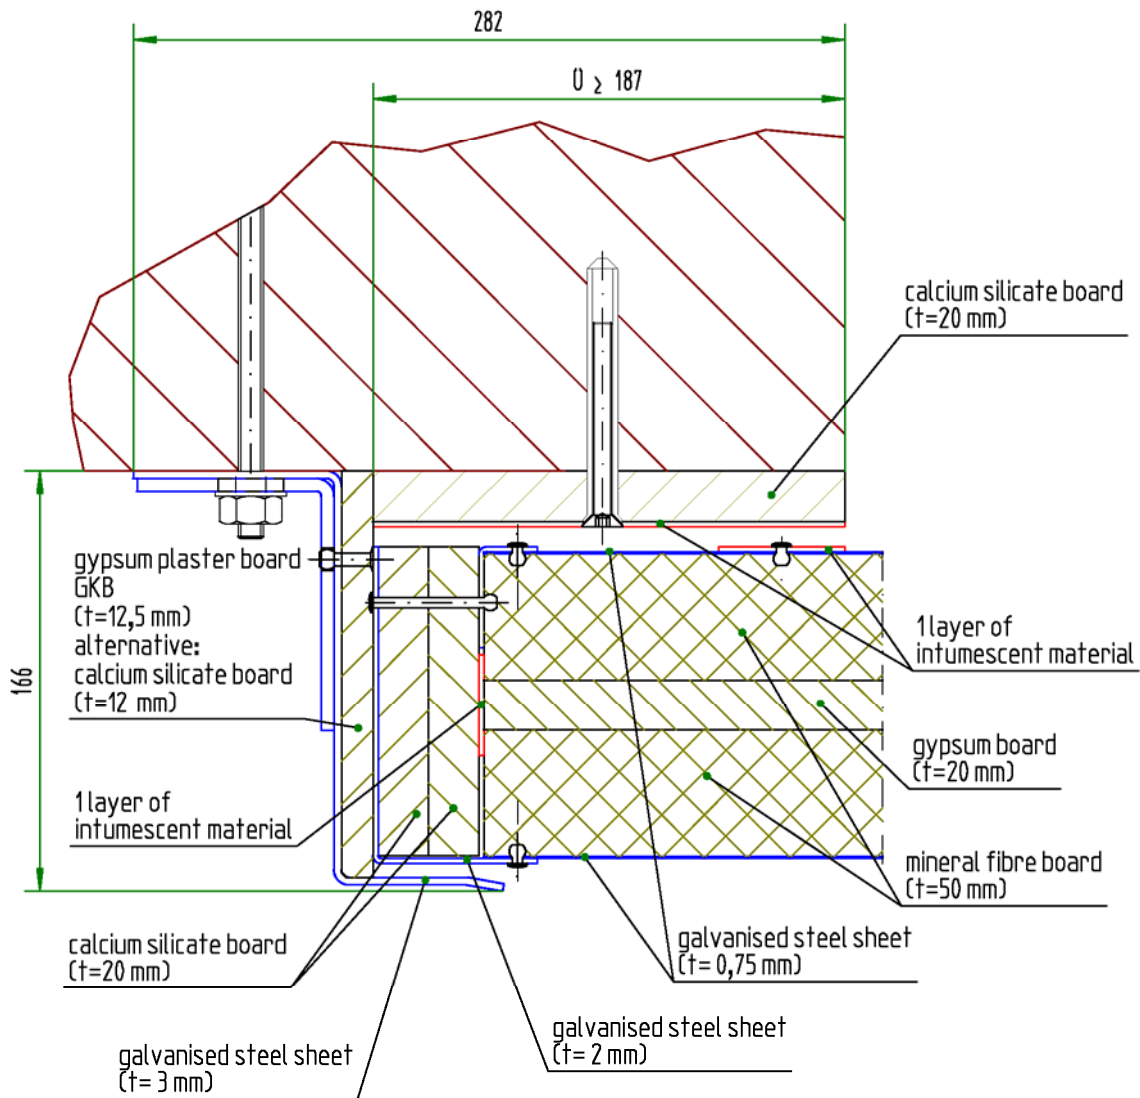 282
Ü ≥ 187
calcium silicate board
(t=20 mm)
gypsum plaster board
GKB
(t=12,5 mm)
alternative:
calcium silicate board
(t=12 mm)
166
1 layer of
intumescent material
gypsum board
(t=20 mm)
1 layer of
intumescent material
mineral fibre board
(t=50 mm)
calcium silicate board
(t=20 mm)
galvanised steel sheet
(t= 0,75 mm)
galvanised steel sheet
(t= 2 mm)
galvanised steel sheet
(t= 3 mm)